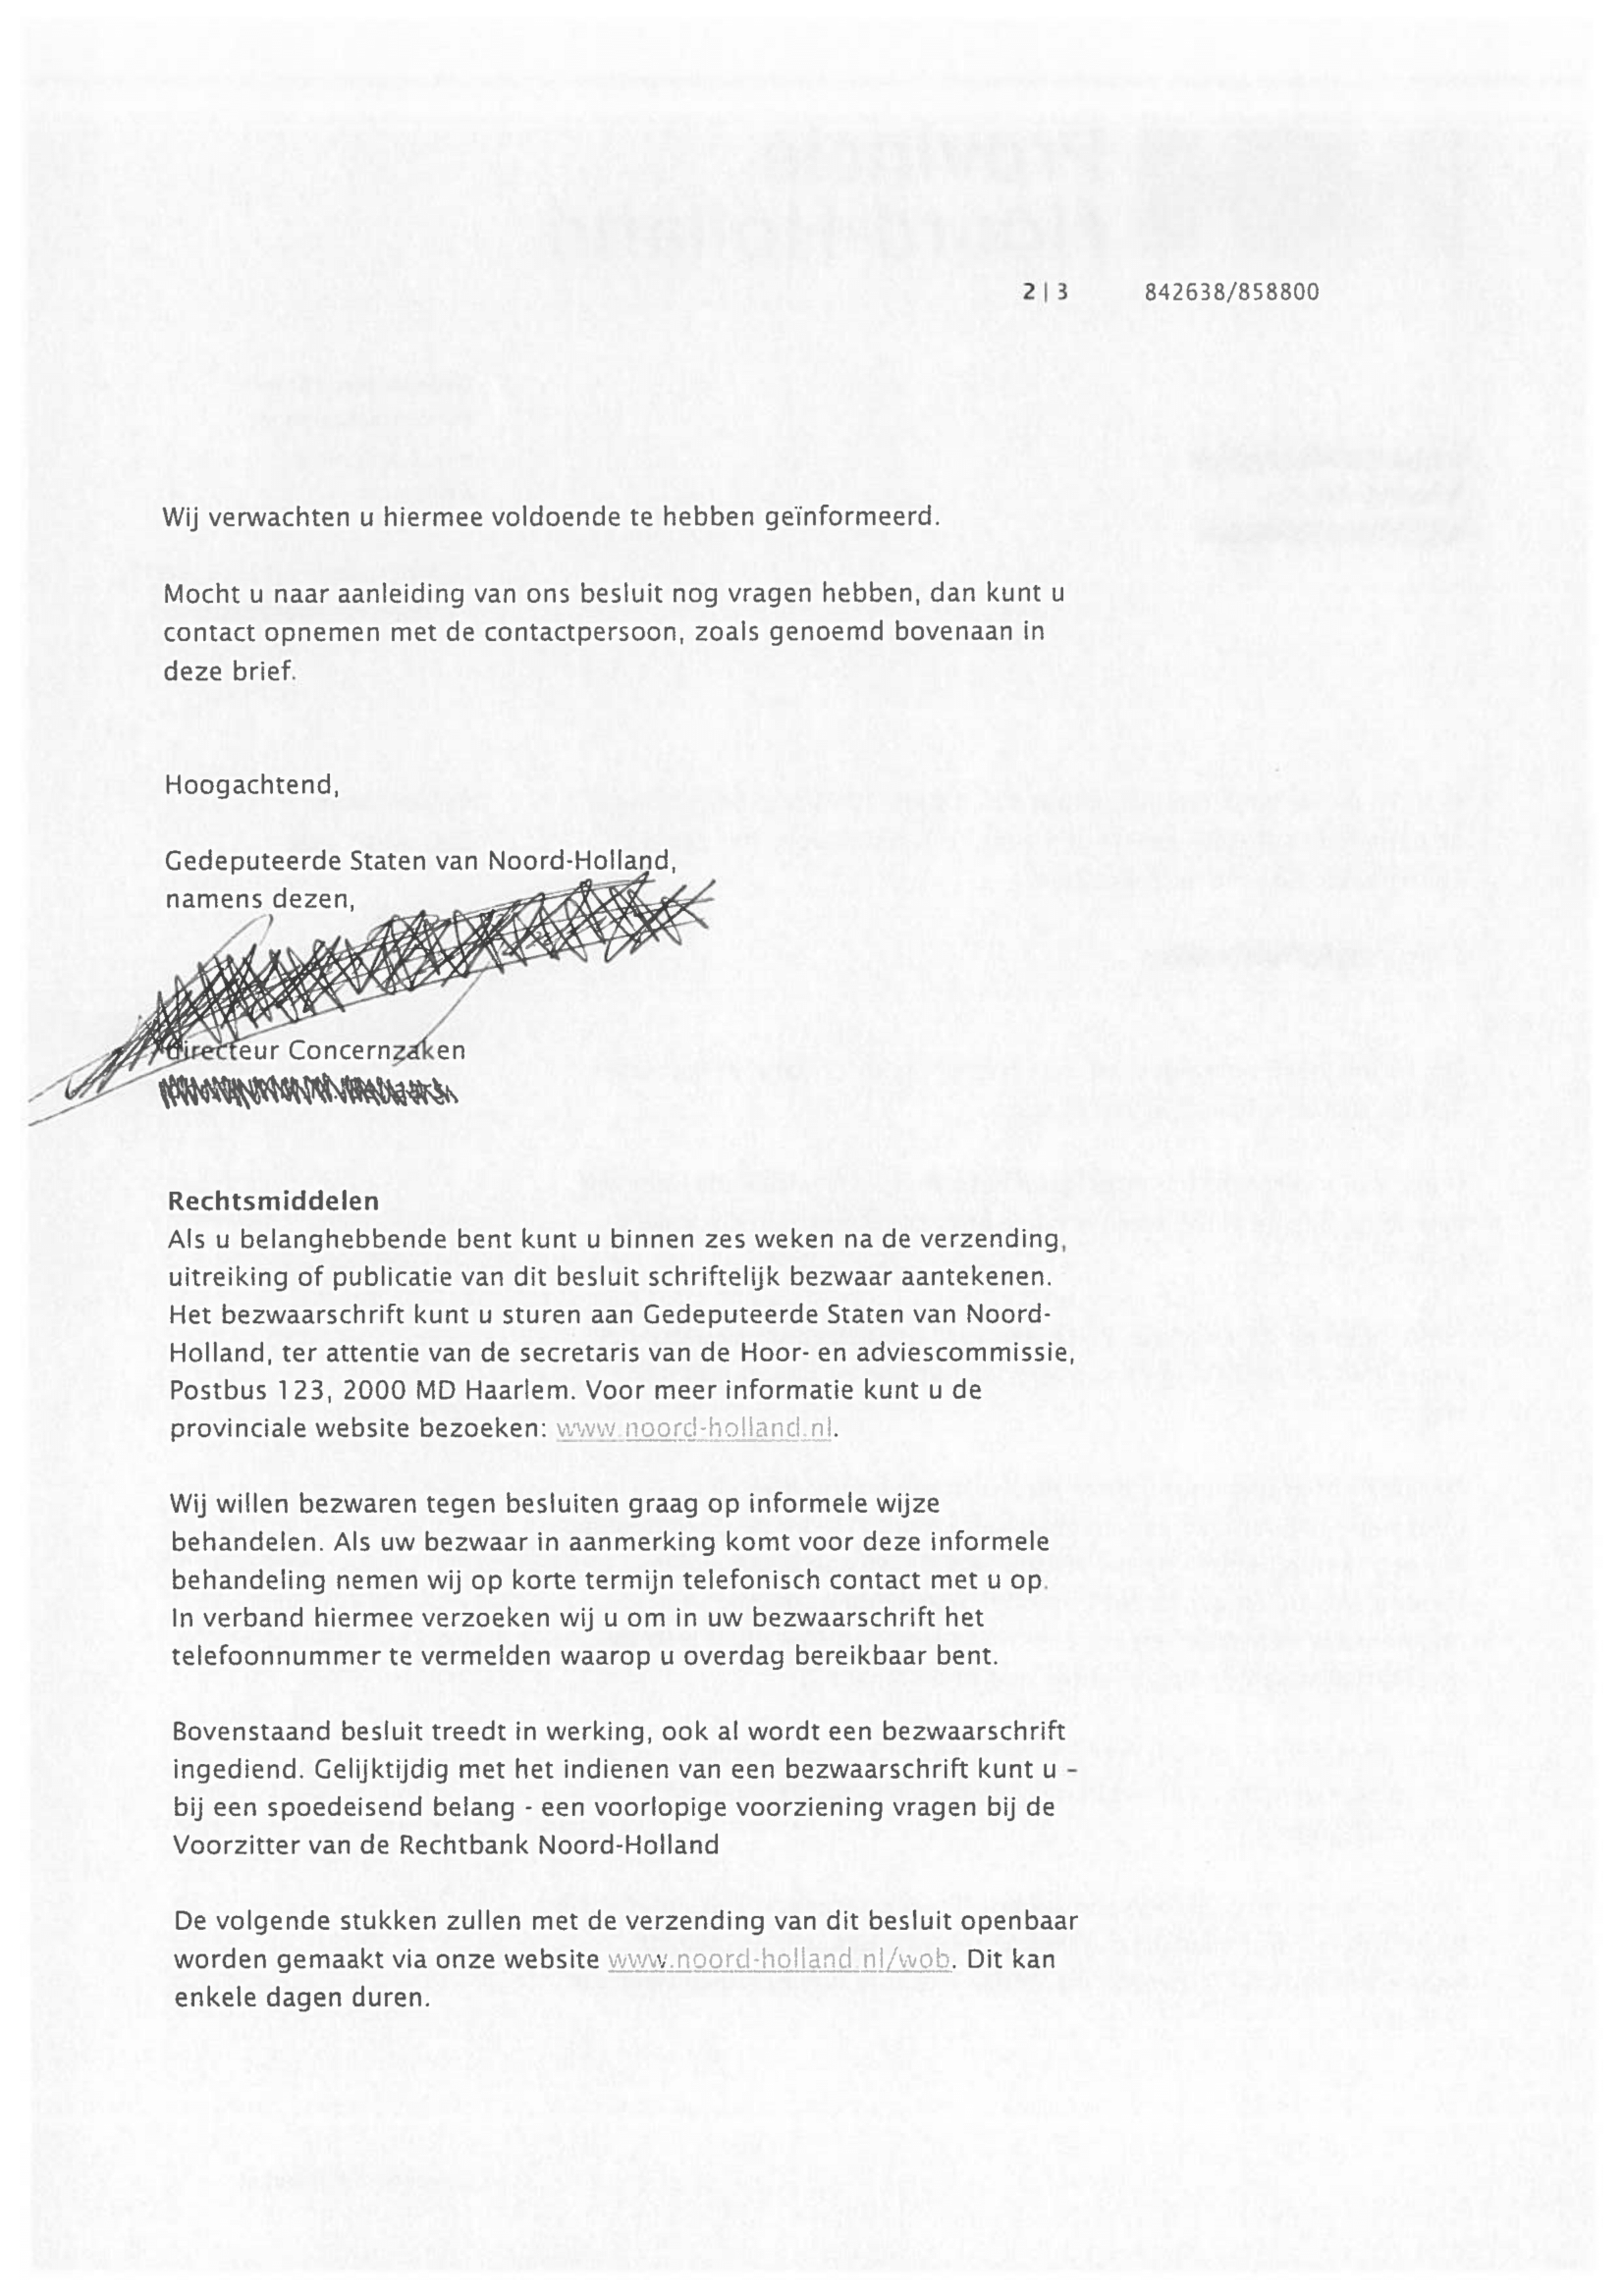 2 | 3 842638/858800
Wij verwachten u hiermee voldoende te hebben geïnformeerd.
Mocht u naar aanleiding van ons besluit nog vragen hebben, dan kunt u
contact opnemen met de contactpersoon, zoals genoemd bovenaan in
deze brief.
Hoogachtend,
Gedeputeerde Staten van Noord-Holland,
namens dezen,
directeur Concernzaken
Rechtsmiddelen
Als u belanghebbende bent kunt u binnen zes weken na de verzending,
uitreiking of publicatie van dit besluit schriftelijk bezwaar aantekenen.
Het bezwaarschrift kunt u sturen aan Gedeputeerde Staten van Noord-
Holland, ter attentie van de secretaris van de Hoor- en adviescommissie,
Postbus 123, 2000 MD Haarlem. Voor meer informatie kunt u de
provinciale website bezoeken: www.noord-holland.nl.
Wij willen bezwaren tegen besluiten graag op informele wijze
behandelen. Als uw bezwaar in aanmerking komt voor deze informele
behandeling nemen wij op korte termijn telefonisch contact met u op.
In verband hiermee verzoeken wij u om in uw bezwaarschrift het
telefoonnummer te vermelden waarop u overdag bereikbaar bent.
Bovenstaand besluit treedt in werking, ook al wordt een bezwaarschrift
ingediend. Gelijktijdig met het indienen van een bezwaarschrift kunt u –
bij een spoedeisend belang - een voorlopige voorziening vragen bij de
Voorzitter van de Rechtbank Noord-Holland
De volgende stukken zullen met de verzending van dit besluit openbaar
worden gemaakt via onze website www.noord-holland.nl/wob. Dit kan
enkele dagen duren.